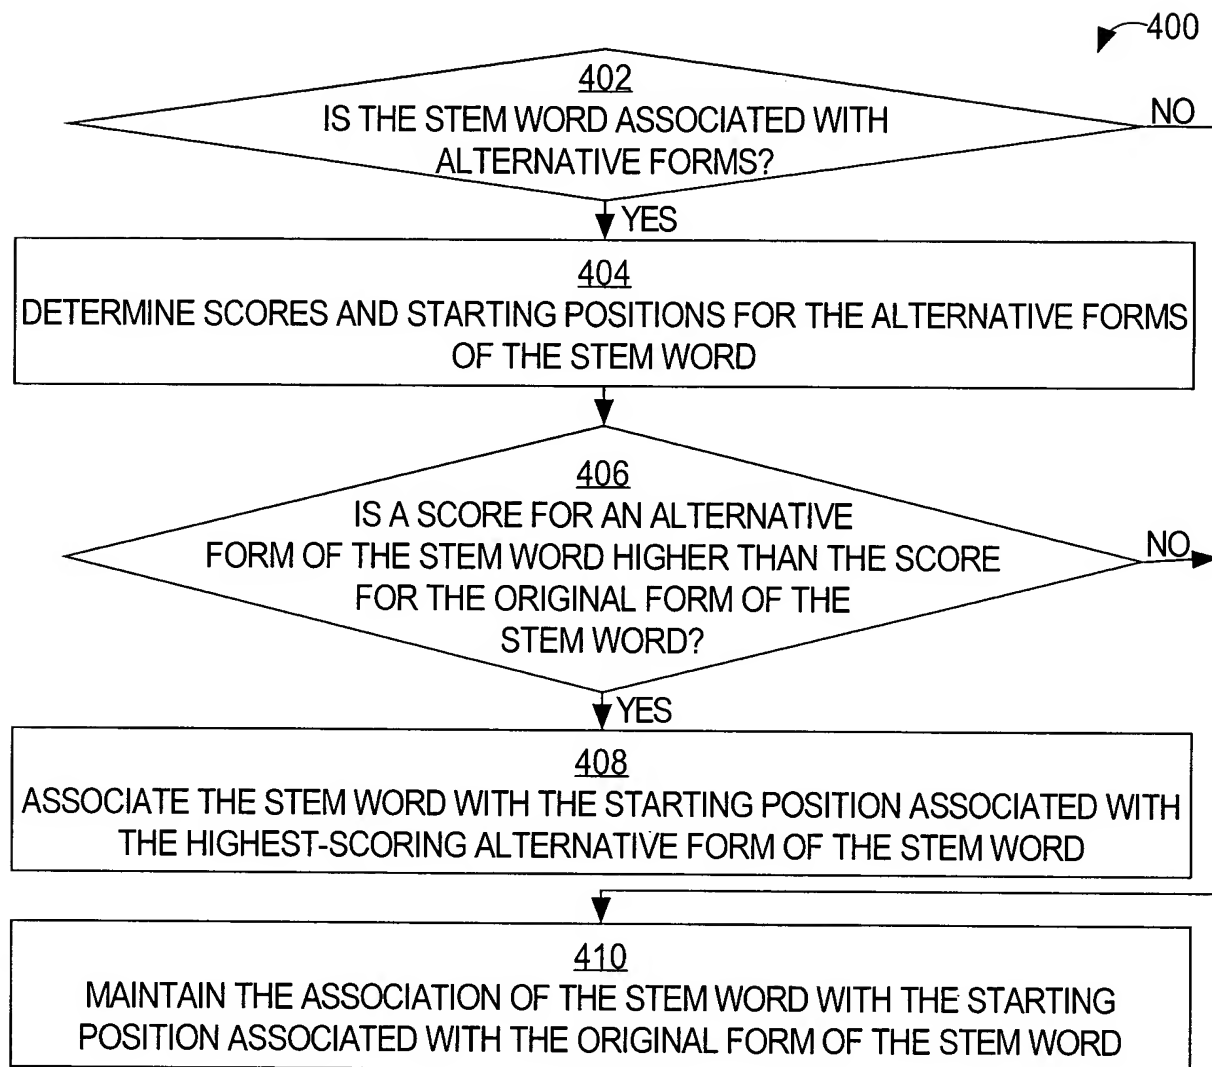 400
402
IS THE STEM WORD ASSOCIATED WITH
ALTERNATIVE FORMS?
NO
YES
404
DETERMINE SCORES AND STARTING POSITIONS FOR THE ALTERNATIVE FORMS
OF THE STEM WORD
406
IS A SCORE FOR AN ALTERNATIVE
FORM OF THE STEM WORD HIGHER THAN THE SCORE
FOR THE ORIGINAL FORM OF THE
STEM WORD?
NO
YES
408
ASSOCIATE THE STEM WORD WITH THE STARTING POSITION ASSOCIATED WITH
THE HIGHEST-SCORING ALTERNATIVE FORM OF THE STEM WORD
410
MAINTAIN THE ASSOCIATION OF THE STEM WORD WITH THE STARTING
POSITION ASSOCIATED WITH THE ORIGINAL FORM OF THE STEM WORD